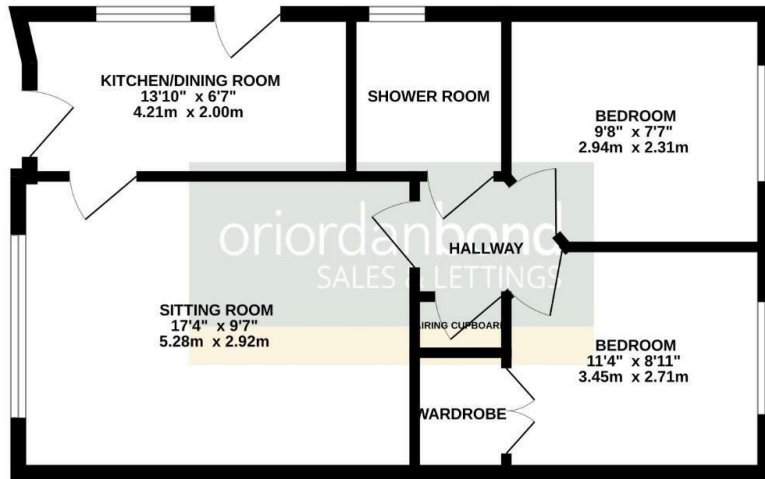 KITCHEN/DINING ROOM
13'10" x 6'7"
4.21m x 2.00m
SHOWER ROOM
BEDROOM
9'8" x 7'7"
2.94m x 2.31m
oriordanbond
SALES & LETTINGS
HALLWAY
SITTING ROOM
17'4" x 9'7"
5.28m x 2.92m
AIRING CUPBOARD
BEDROOM
11'4" x 8'11"
3.45m x 2.71m
WARDROBE